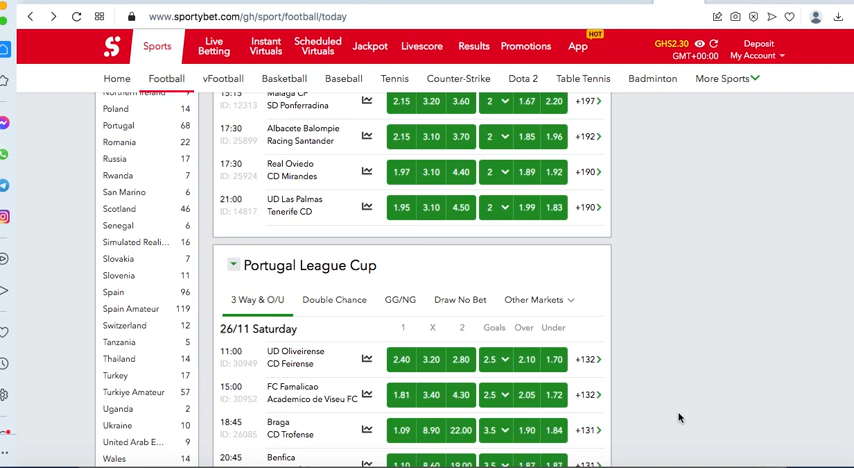 www.sportybet.com/gh/sport/football/today
Sports
Live Betting
Instant Virtuals
Scheduled Virtuals
Jackpot
Livescore
Results
Promotions
HOT
App
GHS2.30
GMT+00:00
Deposit
My Account
Home Football vFootball Basketball Baseball Tennis Counter-Strike Dota 2 Table Tennis Badminton More Sports
Poland 14
Portugal 68
Romania 22
Russia 17
Rwanda 7
San Marino 6
Scotland 46
Senegal 6
Simulated Reali... 16
Slovakia 7
Slovenia 11
Spain 96
Spain Amateur 119
Switzerland 12
Tanzania 5
Thailand 14
Turkey 17
Turkiye Amateur 57
Uganda 2
Ukraine 10
United Arab E... 9
Wales 14
ID: 12313 SD Ponferradina 2.15 3.20 3.60 2 1.67 2.20 +197
17:30 Albacete Balompie
ID: 25899 Racing Santander 2.15 3.10 3.70 2 1.85 1.96 +192
17:30 Real Oviedo
ID: 25924 CD Mirandes 1.97 3.10 4.40 2 1.89 1.92 +190
21:00 UD Las Palmas
ID: 14817 Tenerife CD 1.95 3.10 4.50 2 1.99 1.83 +190
Portugal League Cup
3 Way & O/U Double Chance GG/NG Draw No Bet Other Markets
26/11 Saturday 1 X 2 Goals Over Under
11:00 UD Oliveirense
ID: 30949 CD Feirense 2.40 3.20 2.80 2.5 2.10 1.70 +132
15:00 FC Famalicao
ID: 30952 Academico de Viseu FC 1.81 3.40 4.30 2.5 2.05 1.72 +132
18:45 Braga
ID: 26085 CD Trofense 1.09 8.90 22.00 3.5 1.90 1.84 +131
20:45 Benfica